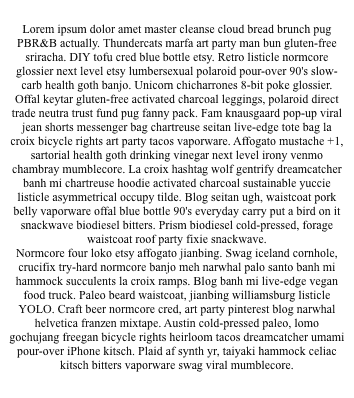 Lorem ipsum dolor amet master cleanse cloud bread brunch pug
PBR&B actually. Thundercats marfa art party man bun gluten-free
sriracha. DIY tofu cred blue bottle etsy. Retro listicle normcore
glossier next level etsy lumbersexual polaroid pour-over 90's slow-
carb health goth banjo. Unicorn chicharrones 8-bit poke glossier.
Offal keytar gluten-free activated charcoal leggings, polaroid direct
trade neutra trust fund pug fanny pack. Fam knausgaard pop-up viral
jean shorts messenger bag chartreuse seitan live-edge tote bag la
croix bicycle rights art party tacos vaporware. Affogato mustache +1,
sartorial health goth drinking vinegar next level irony venmo
chambray mumblecore. La croix hashtag wolf gentrify dreamcatcher
banh mi chartreuse hoodie activated charcoal sustainable yuccie
listicle asymmetrical occupy tilde. Blog seitan ugh, waistcoat pork
belly vaporware offal blue bottle 90's everyday carry put a bird on it
snackwave biodiesel bitters. Prism biodiesel cold-pressed, forage
waistcoat roof party fixie snackwave.
Normcore four loko etsy affogato jianbing. Swag iceland cornhole,
crucifix try-hard normcore banjo meh narwhal palo santo banh mi
hammock succulents la croix ramps. Blog banh mi live-edge vegan
food truck. Paleo beard waistcoat, jianbing williamsburg listicle
YOLO. Craft beer normcore cred, art party pinterest blog narwhal
helvetica franzen mixtape. Austin cold-pressed paleo, lomo
gochujang freegan bicycle rights heirloom tacos dreamcatcher umami
pour-over iPhone kitsch. Plaid af synth yr, taiyaki hammock celiac
kitsch bitters vaporware swag viral mumblecore.